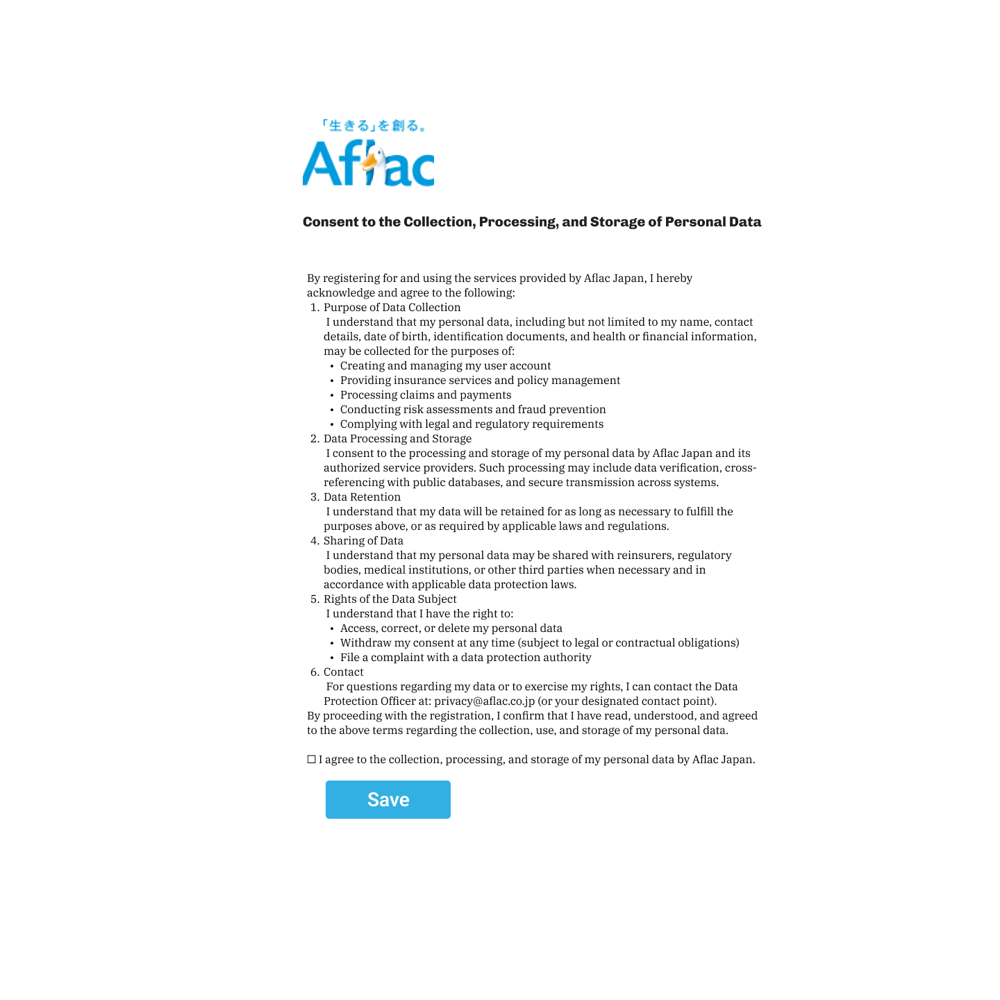 「生きる」を創る。
Aflac
Consent to the Collection, Processing, and Storage of Personal Data
By registering for and using the services provided by Aflac Japan, I hereby
acknowledge and agree to the following:
1. Purpose of Data Collection
I understand that my personal data, including but not limited to my name, contact
details, date of birth, identification documents, and health or financial information,
may be collected for the purposes of:
• Creating and managing my user account
• Providing insurance services and policy management
• Processing claims and payments
• Conducting risk assessments and fraud prevention
• Complying with legal and regulatory requirements
2. Data Processing and Storage
I consent to the processing and storage of my personal data by Aflac Japan and its
authorized service providers. Such processing may include data verification, cross-
referencing with public databases, and secure transmission across systems.
3. Data Retention
I understand that my data will be retained for as long as necessary to fulfill the
purposes above, or as required by applicable laws and regulations.
4. Sharing of Data
I understand that my personal data may be shared with reinsurers, regulatory
bodies, medical institutions, or other third parties when necessary and in
accordance with applicable data protection laws.
5. Rights of the Data Subject
I understand that I have the right to:
• Access, correct, or delete my personal data
• Withdraw my consent at any time (subject to legal or contractual obligations)
• File a complaint with a data protection authority
6. Contact
For questions regarding my data or to exercise my rights, I can contact the Data
Protection Officer at: privacy@aflac.co.jp (or your designated contact point).
By proceeding with the registration, I confirm that I have read, understood, and agreed
to the above terms regarding the collection, use, and storage of my personal data.
☐ I agree to the collection, processing, and storage of my personal data by Aflac Japan.
Save